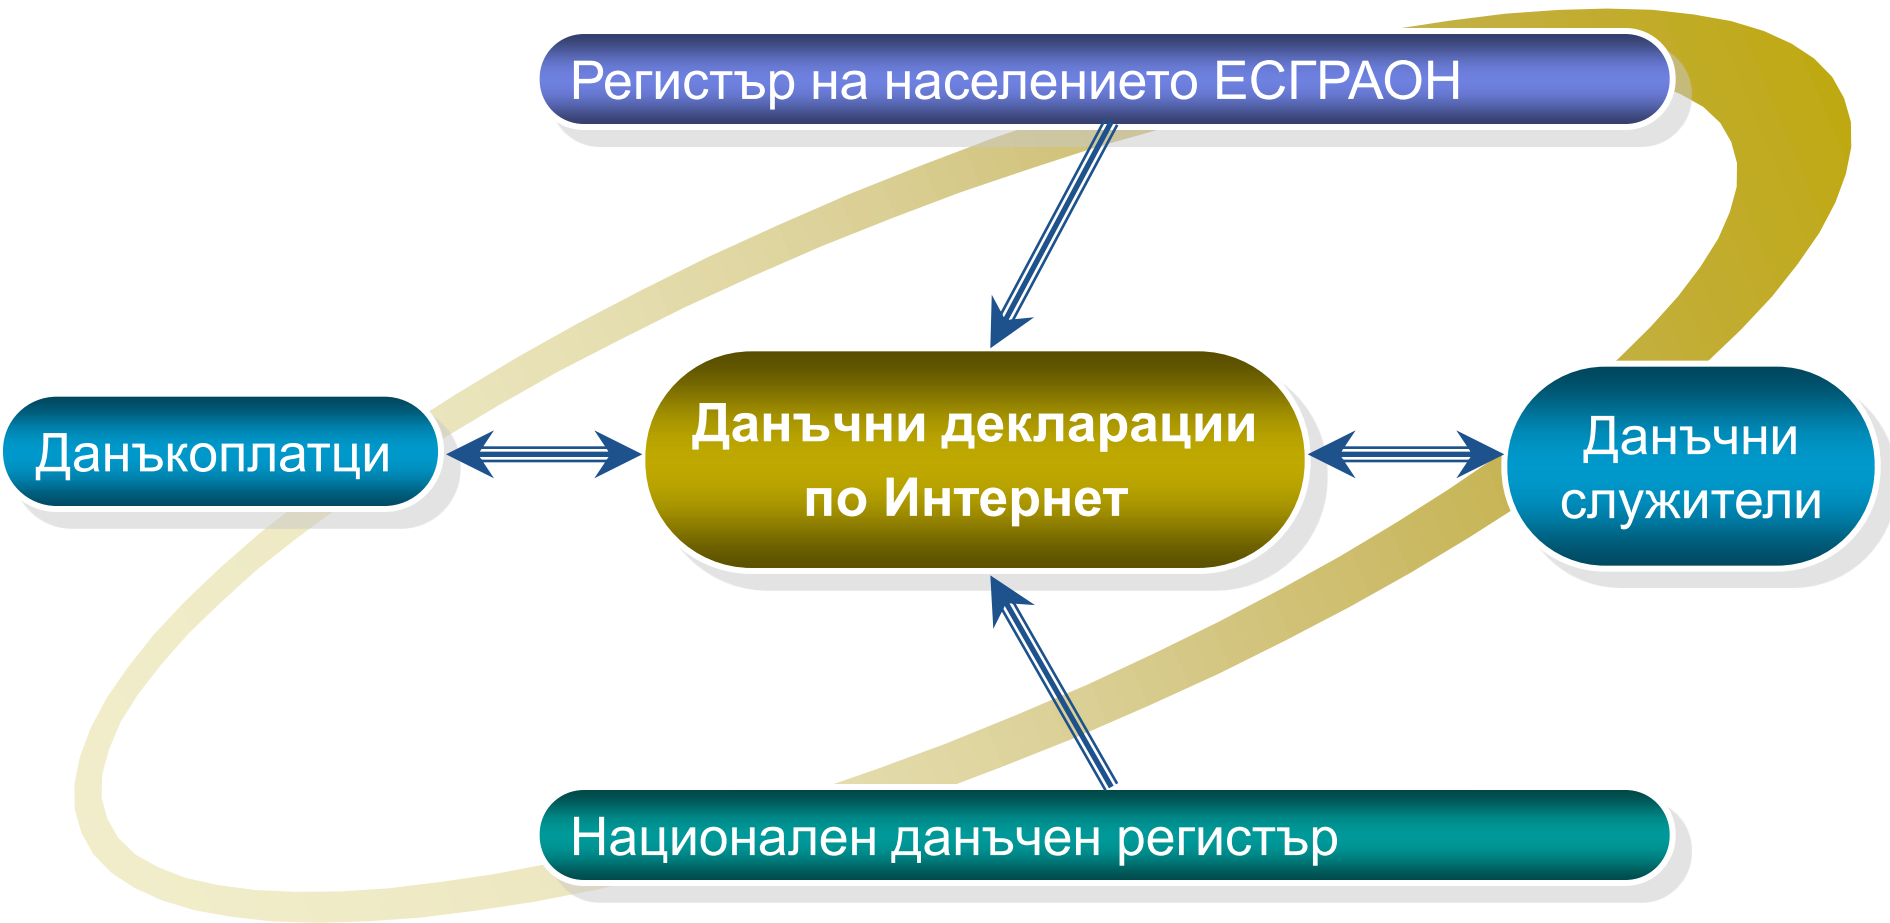 Регистър на населението ЕСГРАОН
Данъкоплатци
Данъчни декларации
по Интернет
Данъчни
служители
Национален данъчен регистър